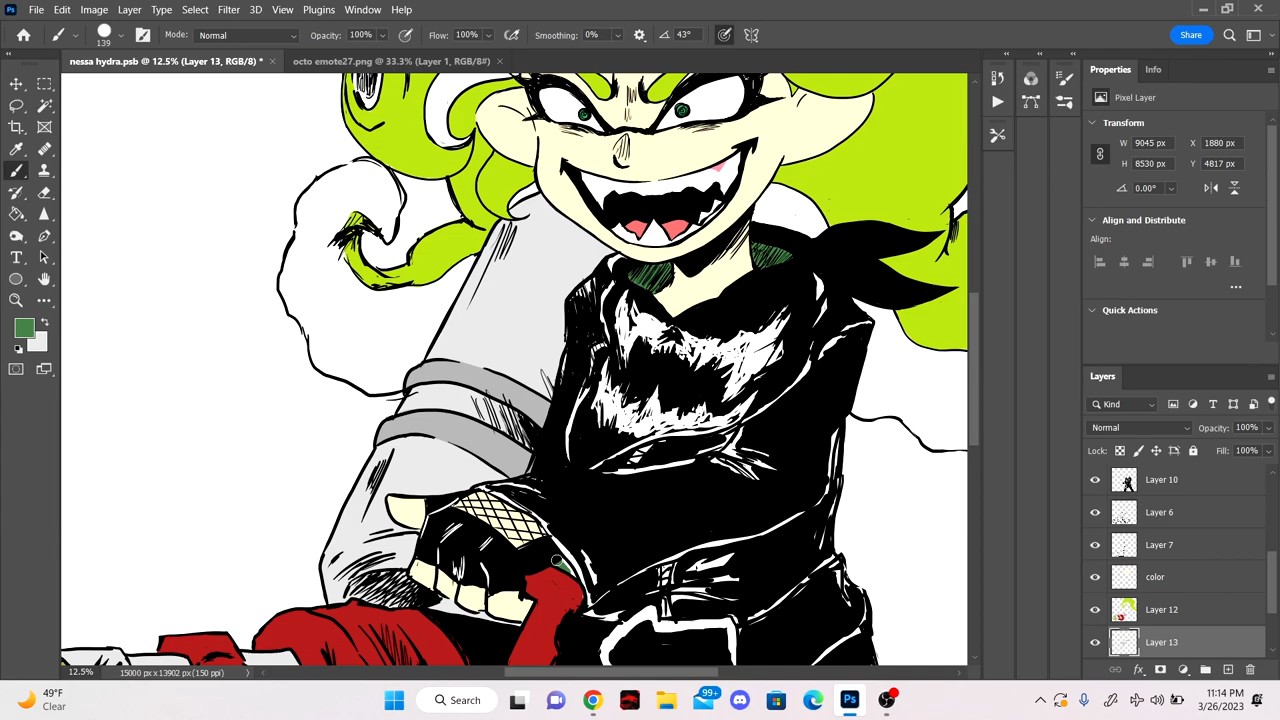 Ps File Edit Image Layer Type Select Filter 3D View Plugins Window Help
139 Mode: Normal Opacity: 100% Flow: 100% Smoothing: 0% 43° Share
nessa hydra.psb @ 12.5% (Layer 13, RGB/8) * octo emote27.png @ 33.3% (Layer 1, RGB/8#)
Properties Info
Pixel Layer
Transform
W 9045 px X 1880 px
H 8530 px Y 4817 px
0.00°
Align and Distribute
Align:
Quick Actions
Layers
Kind
Normal Opacity: 100%
Lock: Fill: 100%
Layer 10
Layer 6
Layer 7
color
Layer 12
Layer 13
12.5% 15000 px x 13902 px (150 ppi)
49°F
Clear
Search
99+
Ps
11:14 PM
3/26/2023